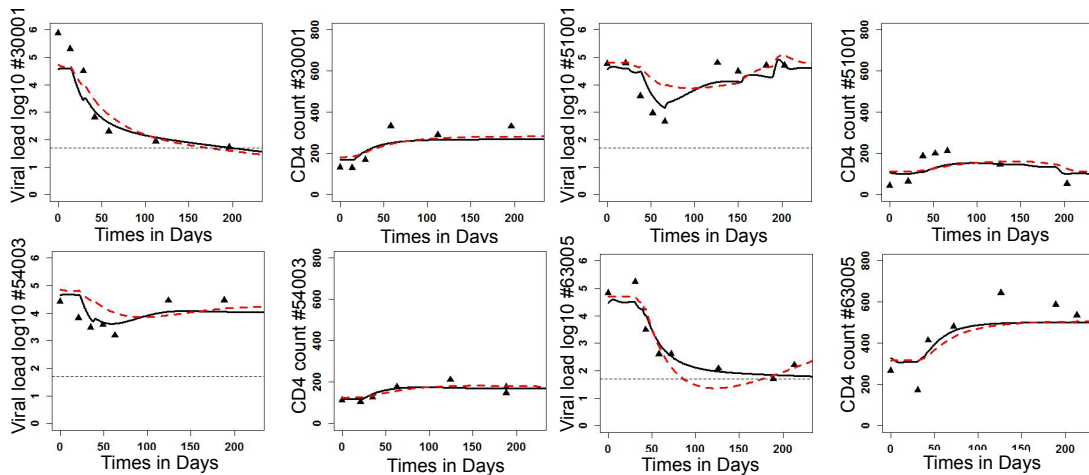 Viral load log10 #30001
0 1 2 3 4 5 6
0 50 100 150 200
Times in Days
CD4 count #30001
0 200 400 600 800
0 50 100 150 200
Times in Days
Viral load log10 #51001
0 1 2 3 4 5 6
0 50 100 150 200
Times in Days
CD4 count #51001
0 200 400 600 800
0 50 100 150 200
Times in Days
Viral load log10 #54003
0 1 2 3 4 5 6
0 50 100 150 200
Times in Days
CD4 count #54003
0 200 400 600 800
0 50 100 150 200
Times in Days
Viral load log10 #63005
0 1 2 3 4 5 6
0 50 100 150 200
Times in Days
CD4 count #63005
0 200 400 600 800
0 50 100 150 200
Times in Days